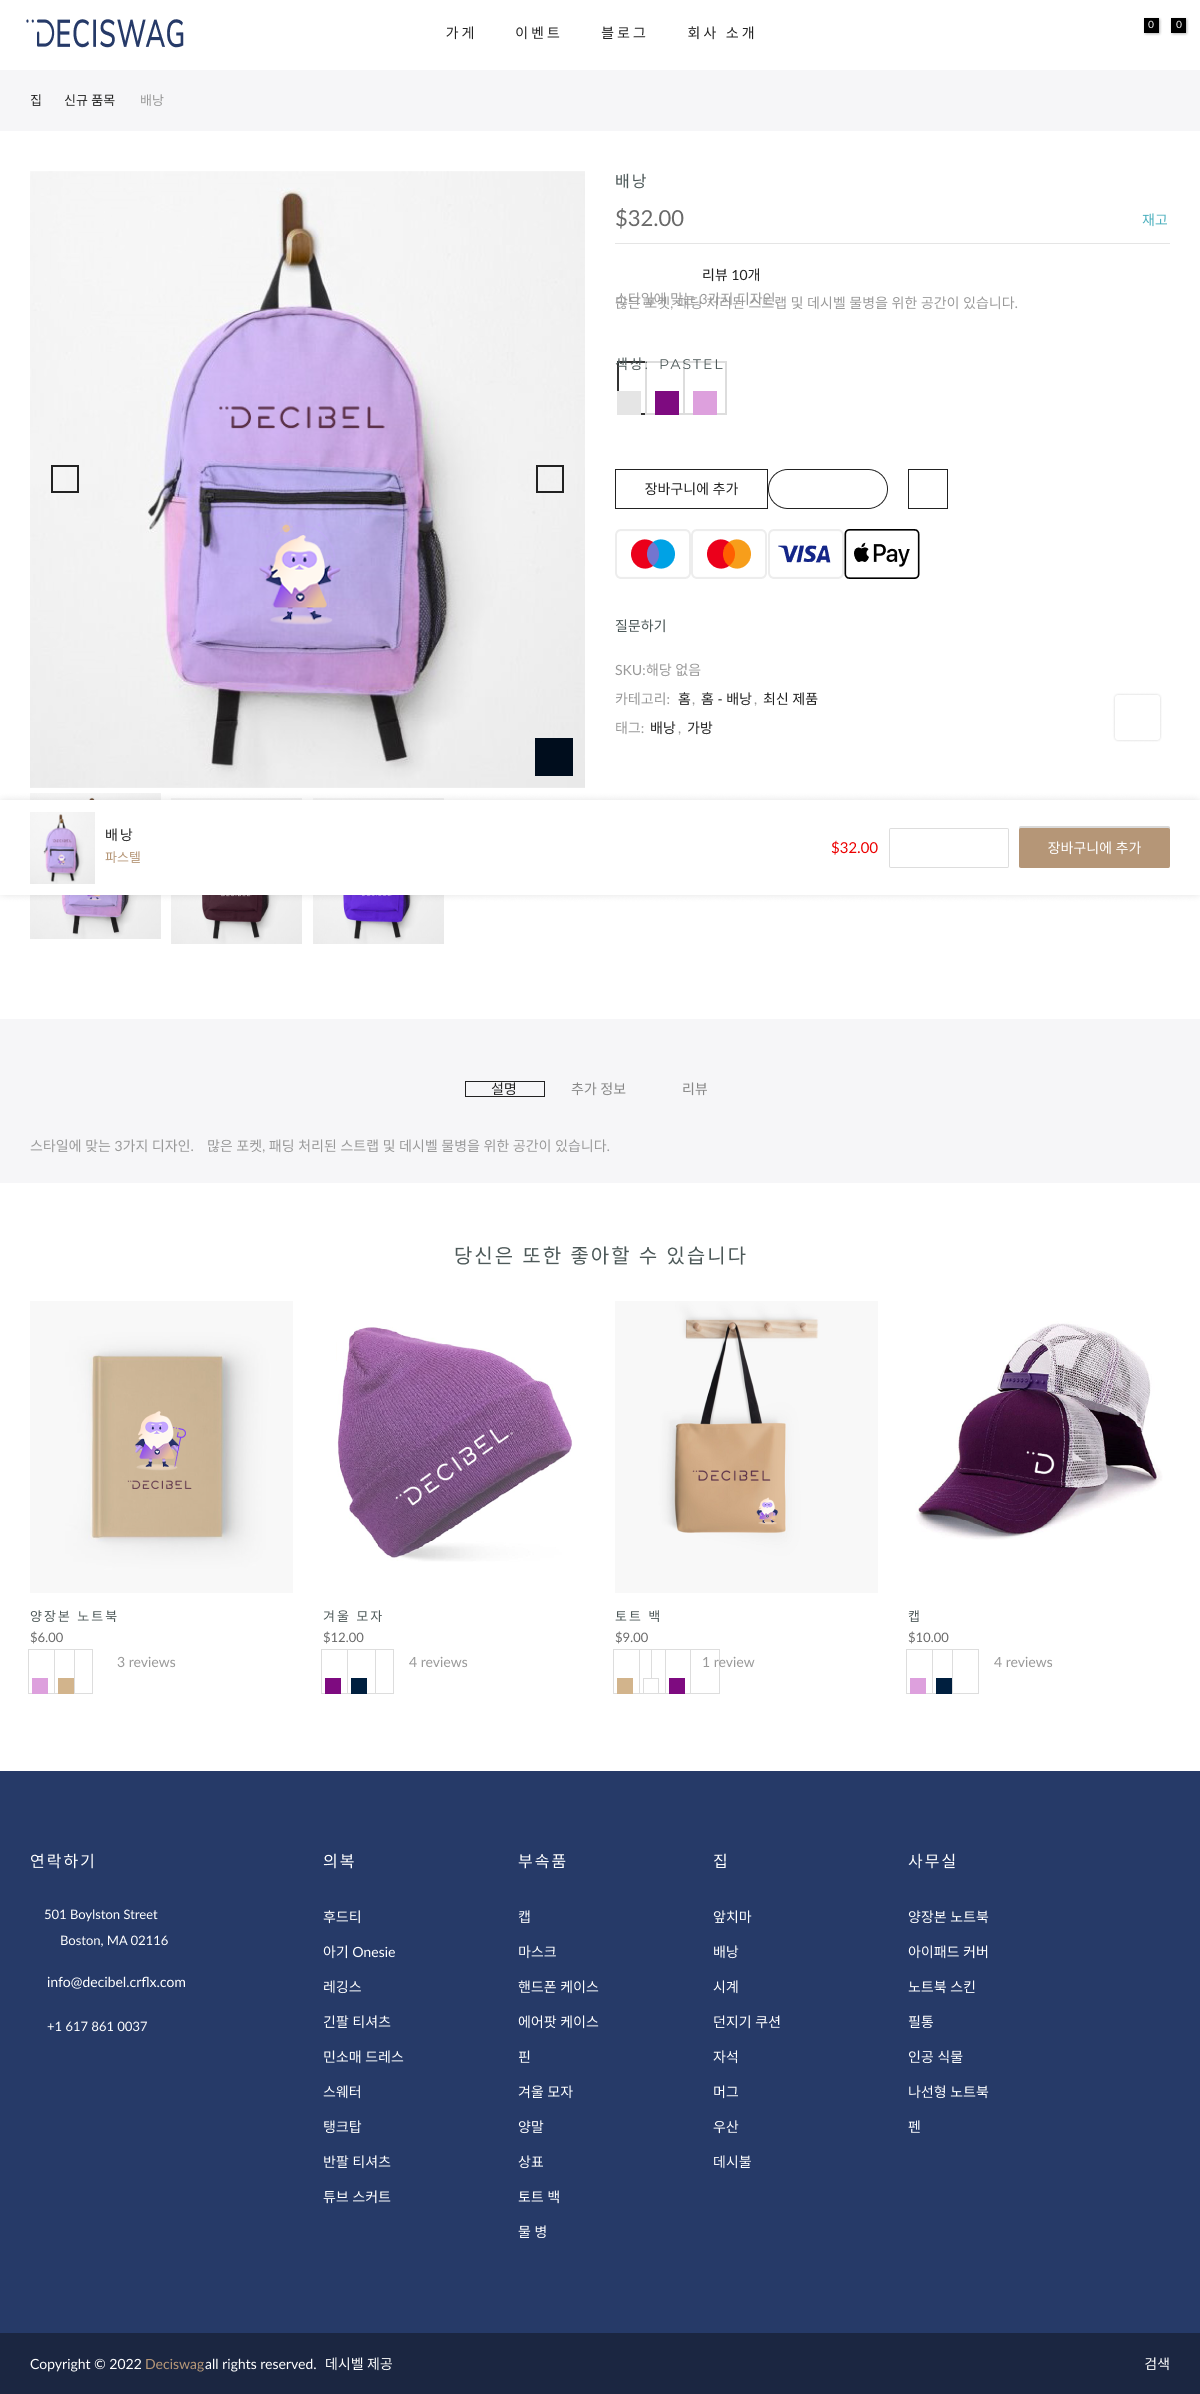 DECISWAG
가게 이벤트 블로그 회사 소개
0 0
집 신규 품목 배낭
배낭
$32.00
재고
리뷰 10개
스타일에 맞는 3가지 디자인.
많은 포켓, 패딩 처리된 스트랩 및 데시벨 물병을 위한 공간이 있습니다.
색상: PASTEL
DECIBEL
장바구니에 추가
VISA
Pay
질문하기
SKU:해당 없음
카테고리: 홈, 홈 - 배낭, 최신 제품
태그: 배낭, 가방
배낭
파스텔
$32.00
장바구니에 추가
설명 추가 정보 리뷰
스타일에 맞는 3가지 디자인. 많은 포켓, 패딩 처리된 스트랩 및 데시벨 물병을 위한 공간이 있습니다.
당신은 또한 좋아할 수 있습니다
DECIBEL
DECIBEL
DECIBEL
D
양장본 노트북
$6.00
3 reviews
겨울 모자
$12.00
4 reviews
토트 백
$9.00
1 review
캡
$10.00
4 reviews
연락하기
501 Boylston Street
Boston, MA 02116
info@decibel.crflx.com
+1 617 861 0037
의복
후드티
아기 Onesie
레깅스
긴팔 티셔츠
민소매 드레스
스웨터
탱크탑
반팔 티셔츠
튜브 스커트
부속품
캡
마스크
핸드폰 케이스
에어팟 케이스
핀
겨울 모자
양말
상표
토트 백
물 병
집
앞치마
배낭
시계
던지기 쿠션
자석
머그
우산
데시불
사무실
양장본 노트북
아이패드 커버
노트북 스킨
필통
인공 식물
나선형 노트북
펜
Copyright © 2022 Deciswag all rights reserved. 데시벨 제공
검색